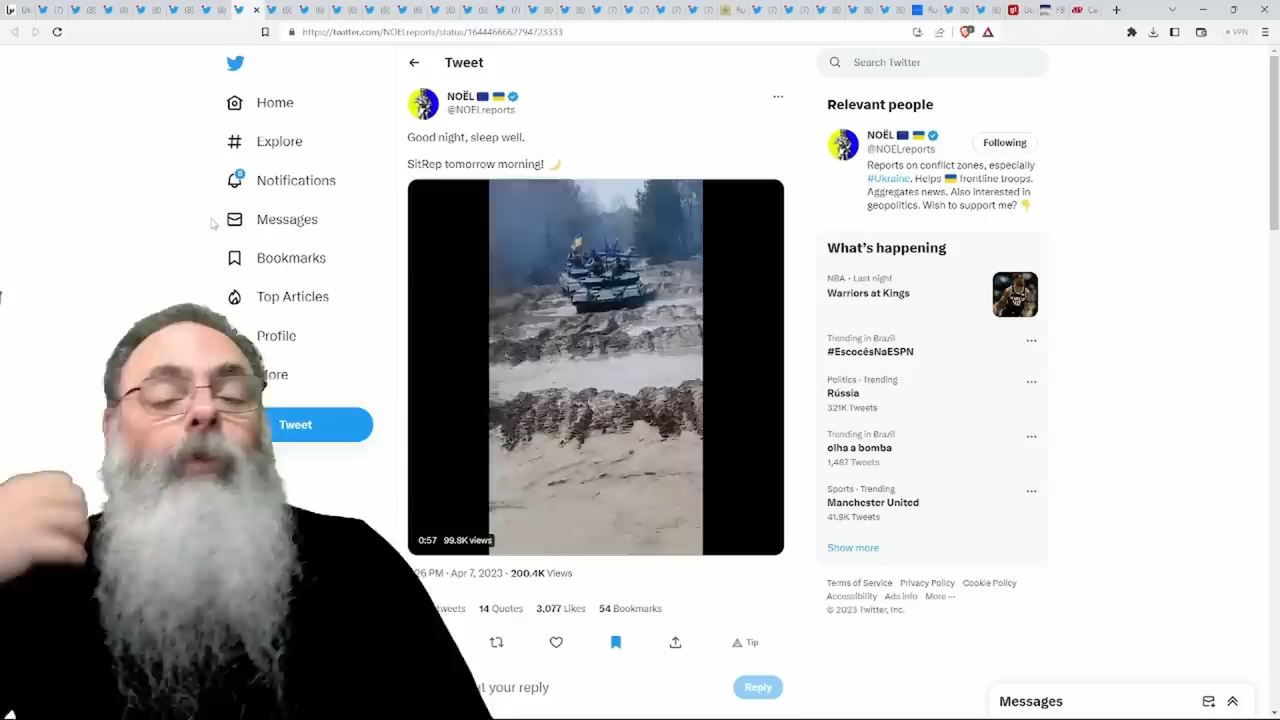 https://twitter.com/NOELreports/status/1644466662794723333
VPN
Home
Explore
8
Notifications
Messages
Bookmarks
Top Articles
Profile
Tweet
Tweet
NOËL
@NOELreports
Good night, sleep well.
SitRep tomorrow morning!
0:57 99.8K views
PM · Apr 7, 2023 · 200.4K Views
14 Quotes 3,077 Likes 54 Bookmarks
Tip
your reply
Reply
Search Twitter
Relevant people
NOËL
@NOELreports
Following
Reports on conflict zones, especially
#Ukraine. Helps frontline troops.
Aggregates news. Also interested in
geopolitics. Wish to support me?
What's happening
NBA · Last night
Warriors at Kings
Trending in Brazil
#EscocêsNaESPN
Politics · Trending
Rússia
321K Tweets
Trending in Brazil
olha a bomba
1,487 Tweets
Sports · Trending
Manchester United
41.9K Tweets
Show more
Terms of Service Privacy Policy Cookie Policy
Accessibility Ads info More ···
© 2023 Twitter, Inc.
Messages